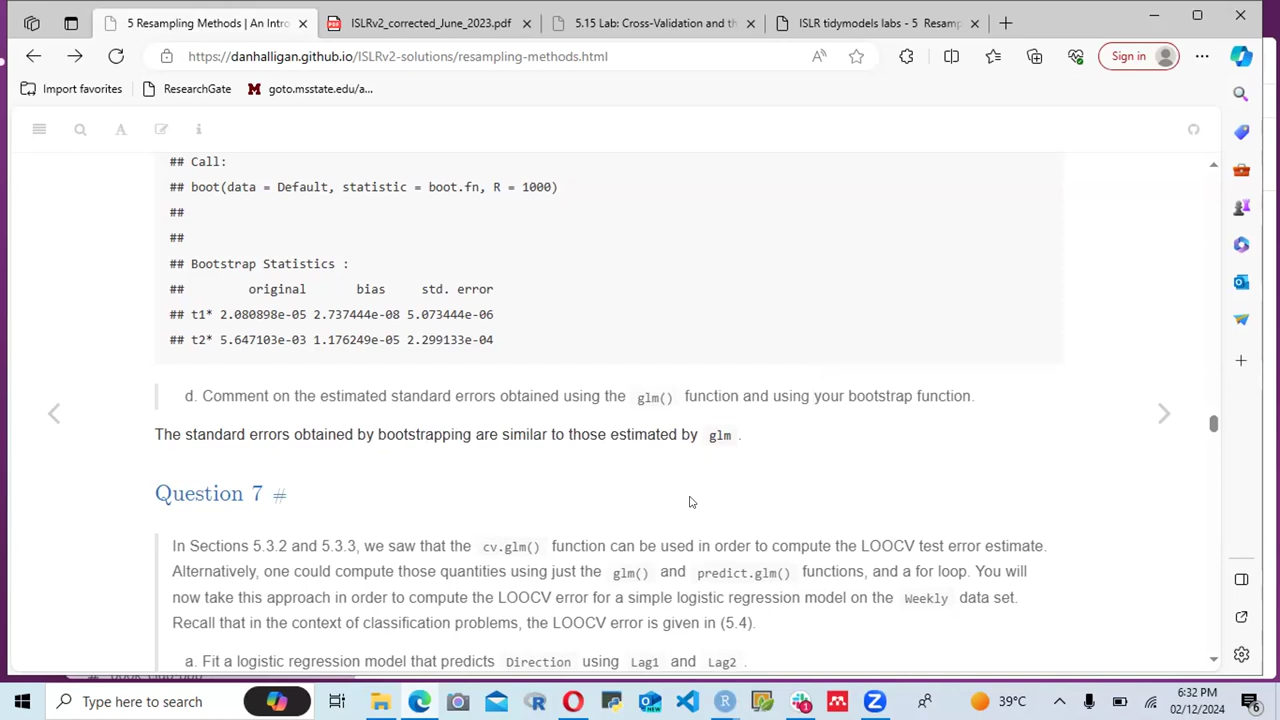 5 Resampling Methods | An Intro
ISLRv2_corrected_June_2023.pdf
5.15 Lab: Cross-Validation and th
ISLR tidymodels labs - 5 Resamp
https://danhalligan.github.io/ISLRv2-solutions/resampling-methods.html
Sign in
Import favorites
ResearchGate
goto.msstate.edu/a...
## Call:
## boot(data = Default, statistic = boot.fn, R = 1000)
##
##
## Bootstrap Statistics :
## original bias std. error
## t1* 2.080898e-05 2.737444e-08 5.073444e-06
## t2* 5.647103e-03 1.176249e-05 2.299133e-04
d. Comment on the estimated standard errors obtained using the glm() function and using your bootstrap function.
The standard errors obtained by bootstrapping are similar to those estimated by glm .
Question 7 #
In Sections 5.3.2 and 5.3.3, we saw that the cv.glm() function can be used in order to compute the LOOCV test error estimate.
Alternatively, one could compute those quantities using just the glm() and predict.glm() functions, and a for loop. You will
now take this approach in order to compute the LOOCV error for a simple logistic regression model on the Weekly data set.
Recall that in the context of classification problems, the LOOCV error is given in (5.4).
a. Fit a logistic regression model that predicts Direction using Lag1 and Lag2 .
Type here to search
39°C
6:32 PM
02/12/2024
6